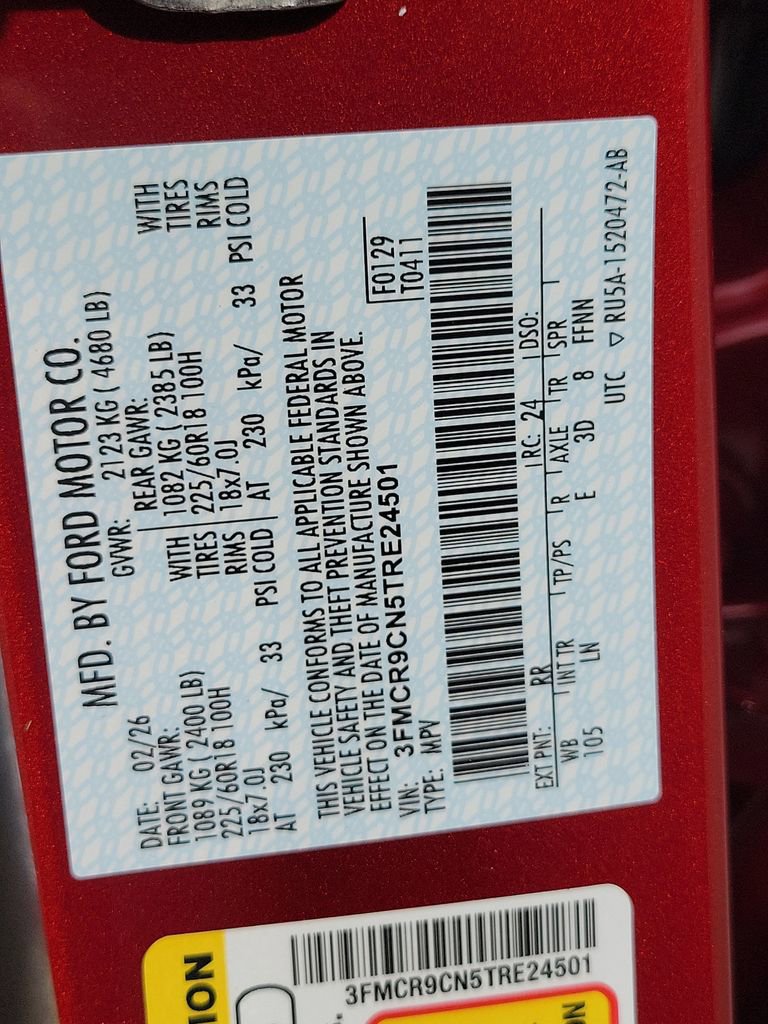 MFD. BY FORD MOTOR CO.
DATE: 02/26 GVWR: 2123 KG ( 4680 LB)
FRONT GAWR: REAR GAWR:
1089 KG ( 2400 LB) WITH 1082 KG ( 2385 LB) WITH
225/60R18 100H TIRES 225/60R18 100H TIRES
18x7.0J RIMS 18x7.0J RIMS
AT 230 kPa/ 33 PSI COLD AT 230 kPa/ 33 PSI COLD
THIS VEHICLE CONFORMS TO ALL APPLICABLE FEDERAL MOTOR
VEHICLE SAFETY AND THEFT PREVENTION STANDARDS IN
EFFECT ON THE DATE OF MANUFACTURE SHOWN ABOVE.
VIN: 3FMCR9CN5TRE24501 F0129
TYPE: MPV T0411
EXT PNT: RR RC: 24 DSO:
WB INT TR TP/PS R AXLE TR SPR
105 LN E 3D 8 FFNN
UTC ▽ RU5A-1520472-AB
3FMCR9CN5TRE24501